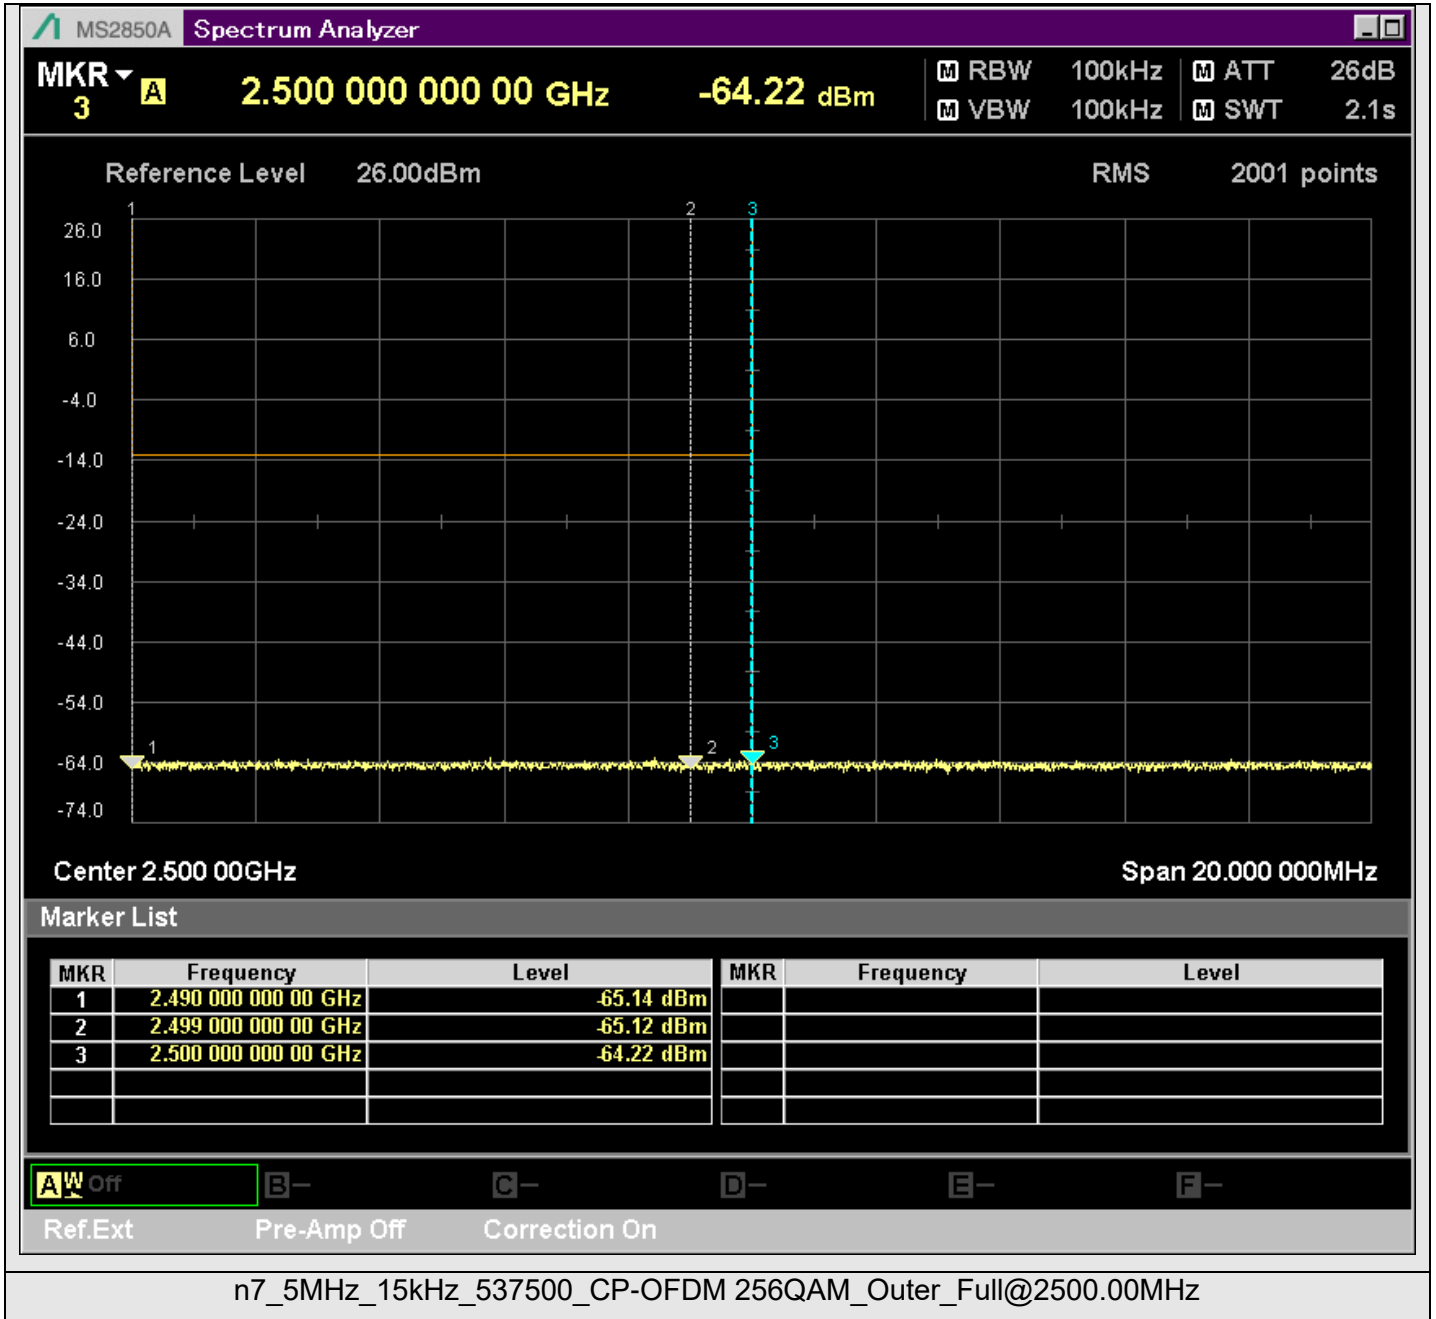 MS2850A Spectrum Analyzer
MKR A 2.500 000 000 00 GHz -64.22 dBm M RBW 100kHz M ATT 26dB
3 M VBW 100kHz M SWT 2.1s
Reference Level 26.00dBm RMS 2001 points
1 2 3
26.0
16.0
6.0
-4.0
-14.0
-24.0
-34.0
-44.0
-54.0
1 2 3
-64.0
-74.0
Center 2.500 00GHz Span 20.000 000MHz
Marker List
MKR Frequency Level MKR Frequency Level
1 2.490 000 000 00 GHz -65.14 dBm
2 2.499 000 000 00 GHz -65.12 dBm
3 2.500 000 000 00 GHz -64.22 dBm
A W Off B – C – D – E – F –
Ref.Ext Pre-Amp Off Correction On
n7_5MHz_15kHz_537500_CP-OFDM 256QAM_Outer_Full@2500.00MHz